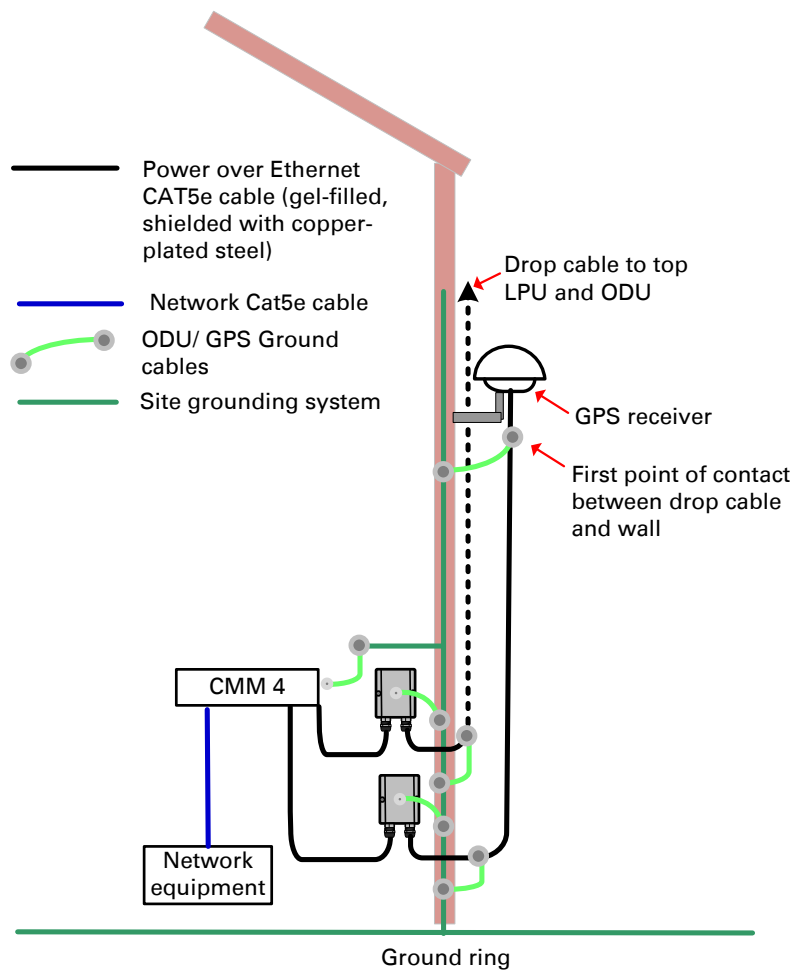 Power over Ethernet
CAT5e cable (gel-filled,
shielded with copper-
plated steel)
Network Cat5e cable
ODU/ GPS Ground
cables
Site grounding system
Drop cable to top
LPU and ODU
GPS receiver
First point of contact
between drop cable
and wall
CMM 4
Network
equipment
Ground ring